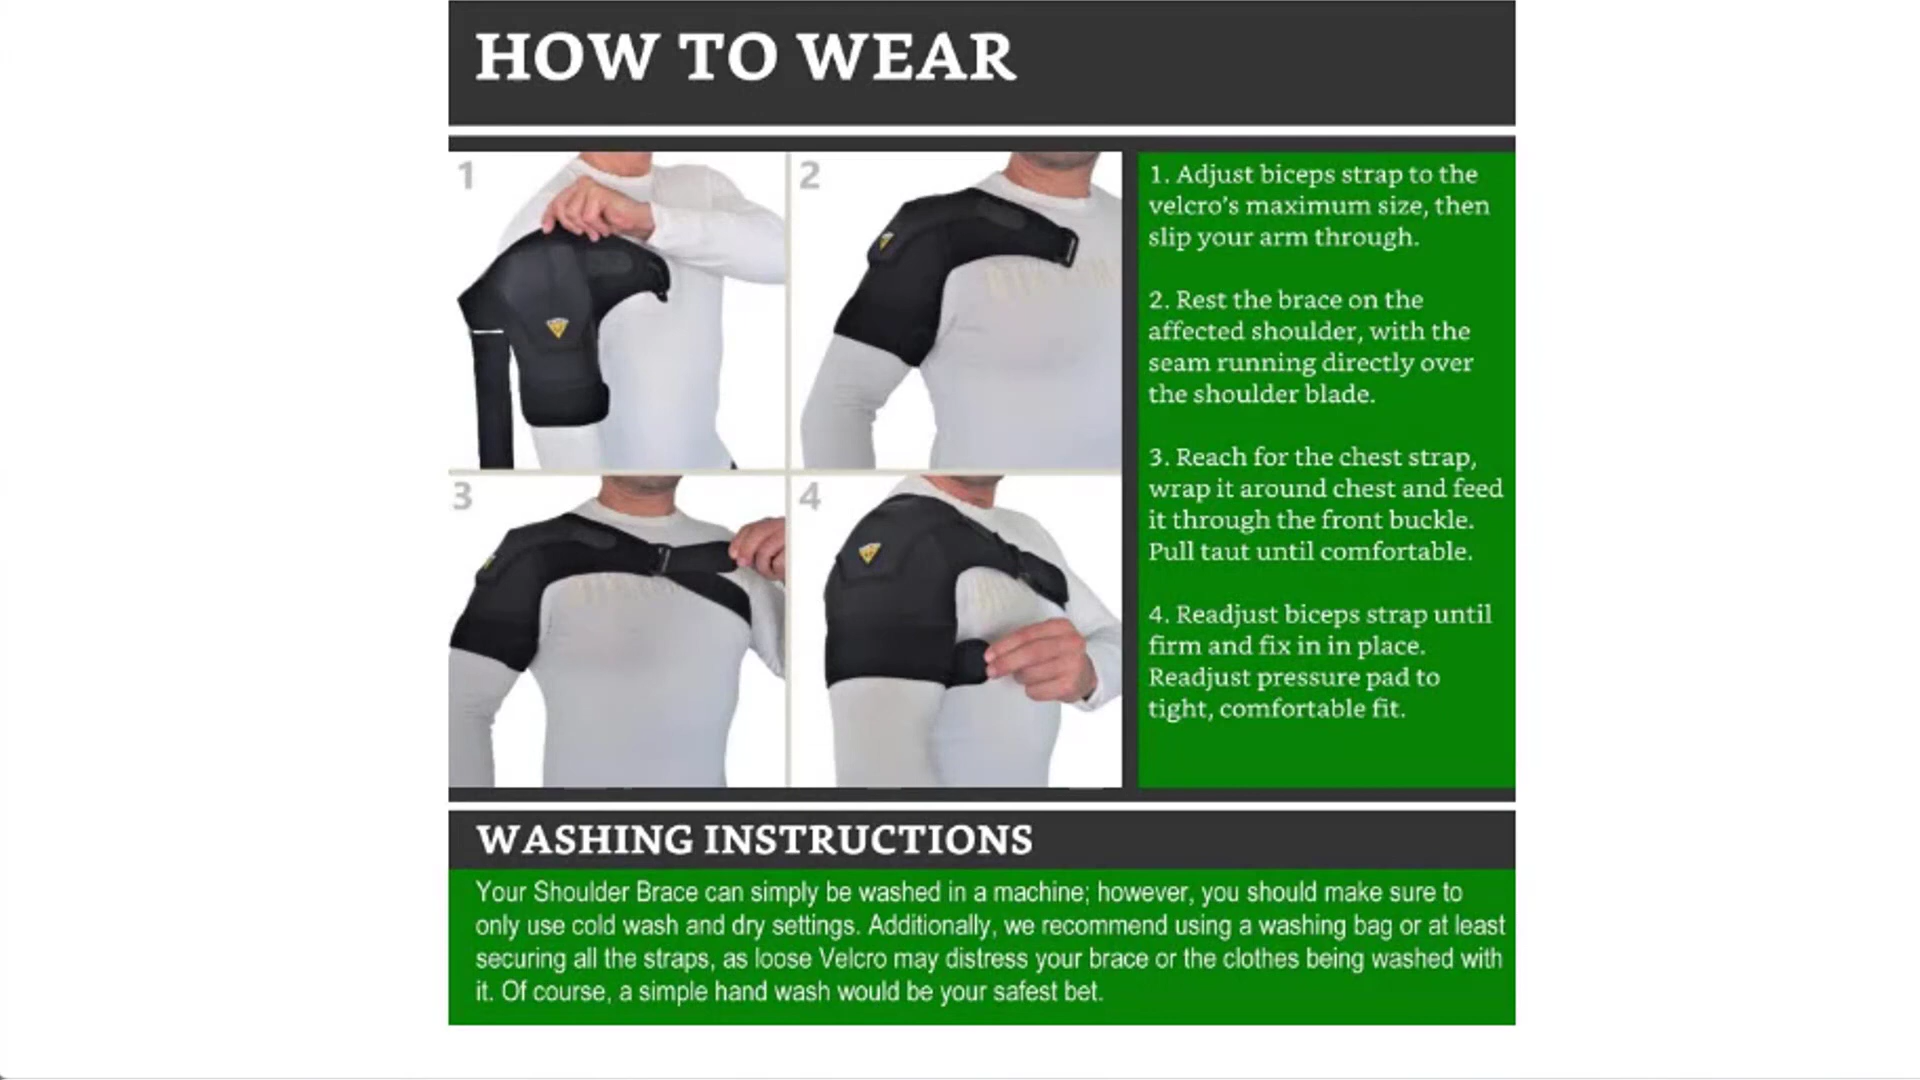 HOW TO WEAR
1
2
3
4
1. Adjust biceps strap to the
velcro's maximum size, then
slip your arm through.
2. Rest the brace on the
affected shoulder, with the
seam running directly over
the shoulder blade.
3. Reach for the chest strap,
wrap it around chest and feed
it through the front buckle.
Pull taut until comfortable.
4. Readjust biceps strap until
firm and fix in in place.
Readjust pressure pad to
tight, comfortable fit.
WASHING INSTRUCTIONS
Your Shoulder Brace can simply be washed in a machine; however, you should make sure to
only use cold wash and dry settings. Additionally, we recommend using a washing bag or at least
securing all the straps, as loose Velcro may distress your brace or the clothes being washed with
it. Of course, a simple hand wash would be your safest bet.